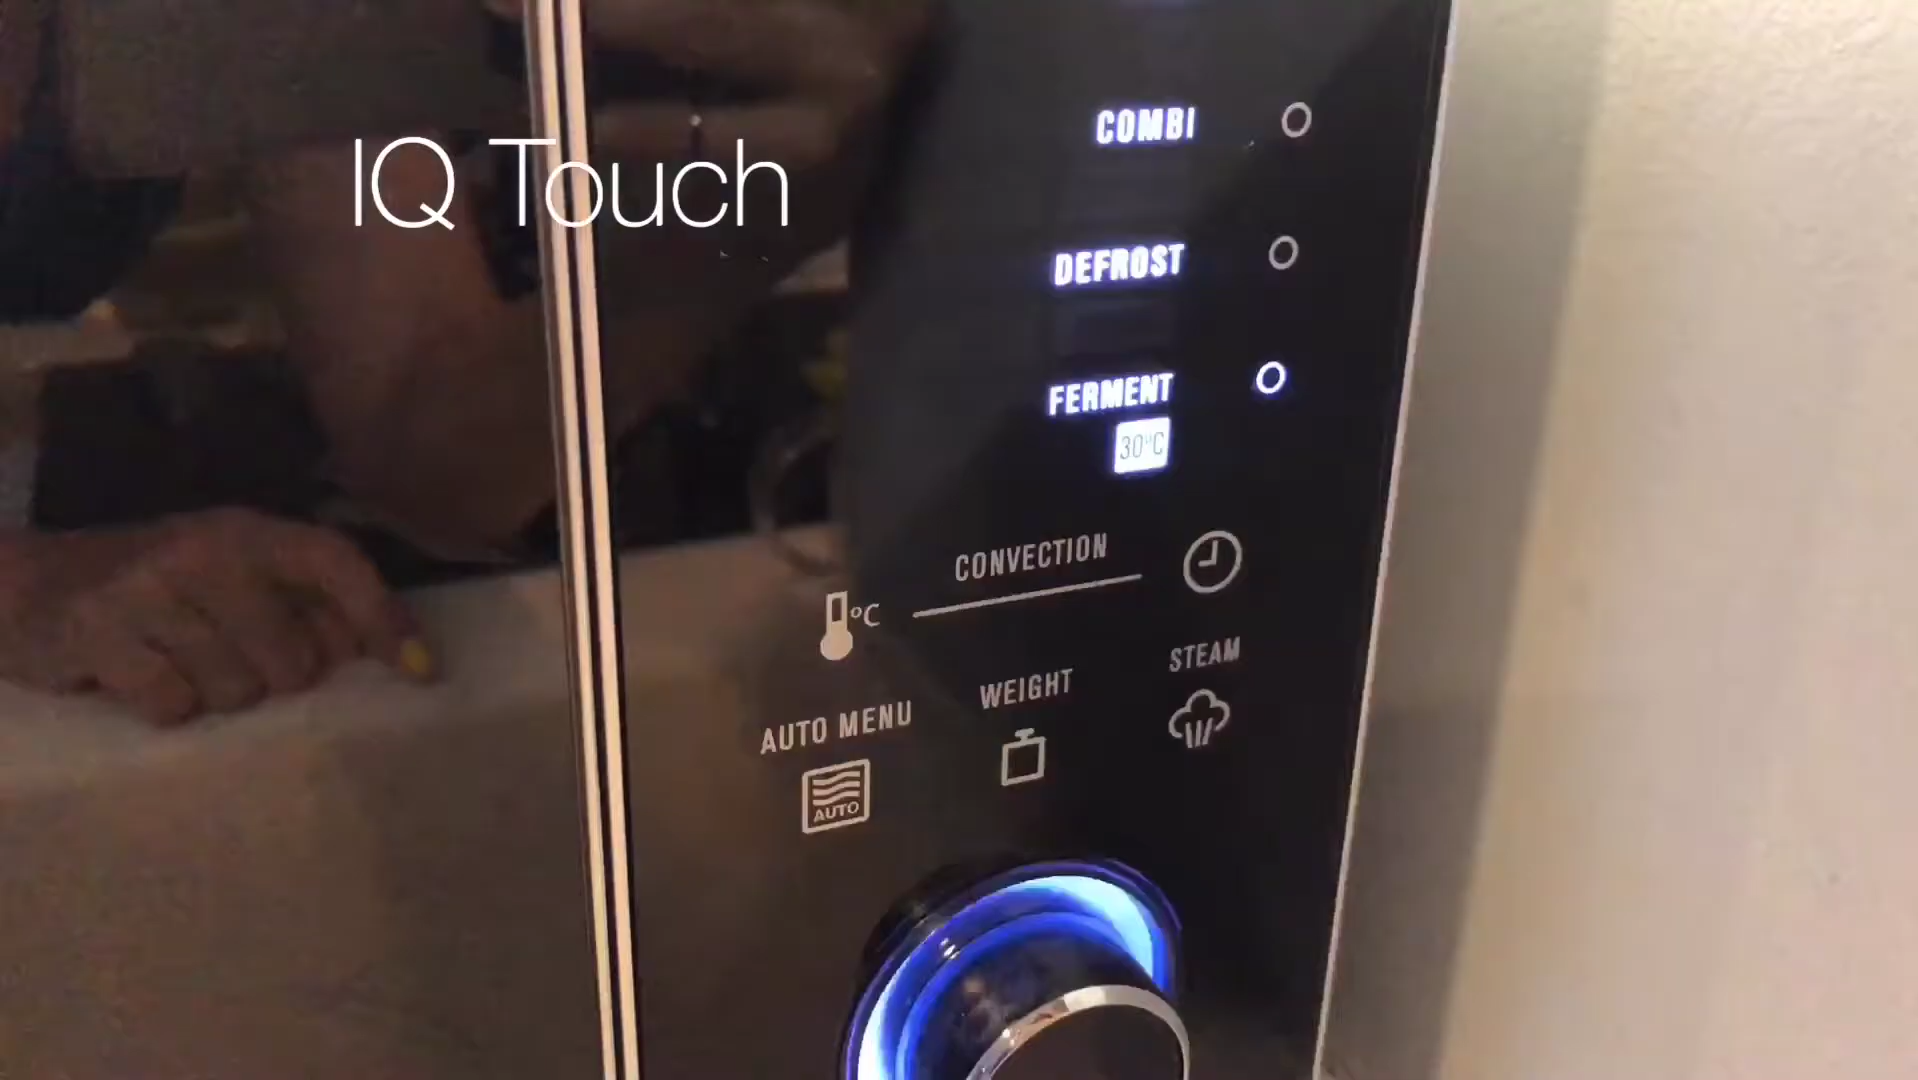 IQ Touch
COMBI
DEFROST
FERMENT
30°C
CONVECTION
°C
STEAM
WEIGHT
AUTO MENU
AUTO